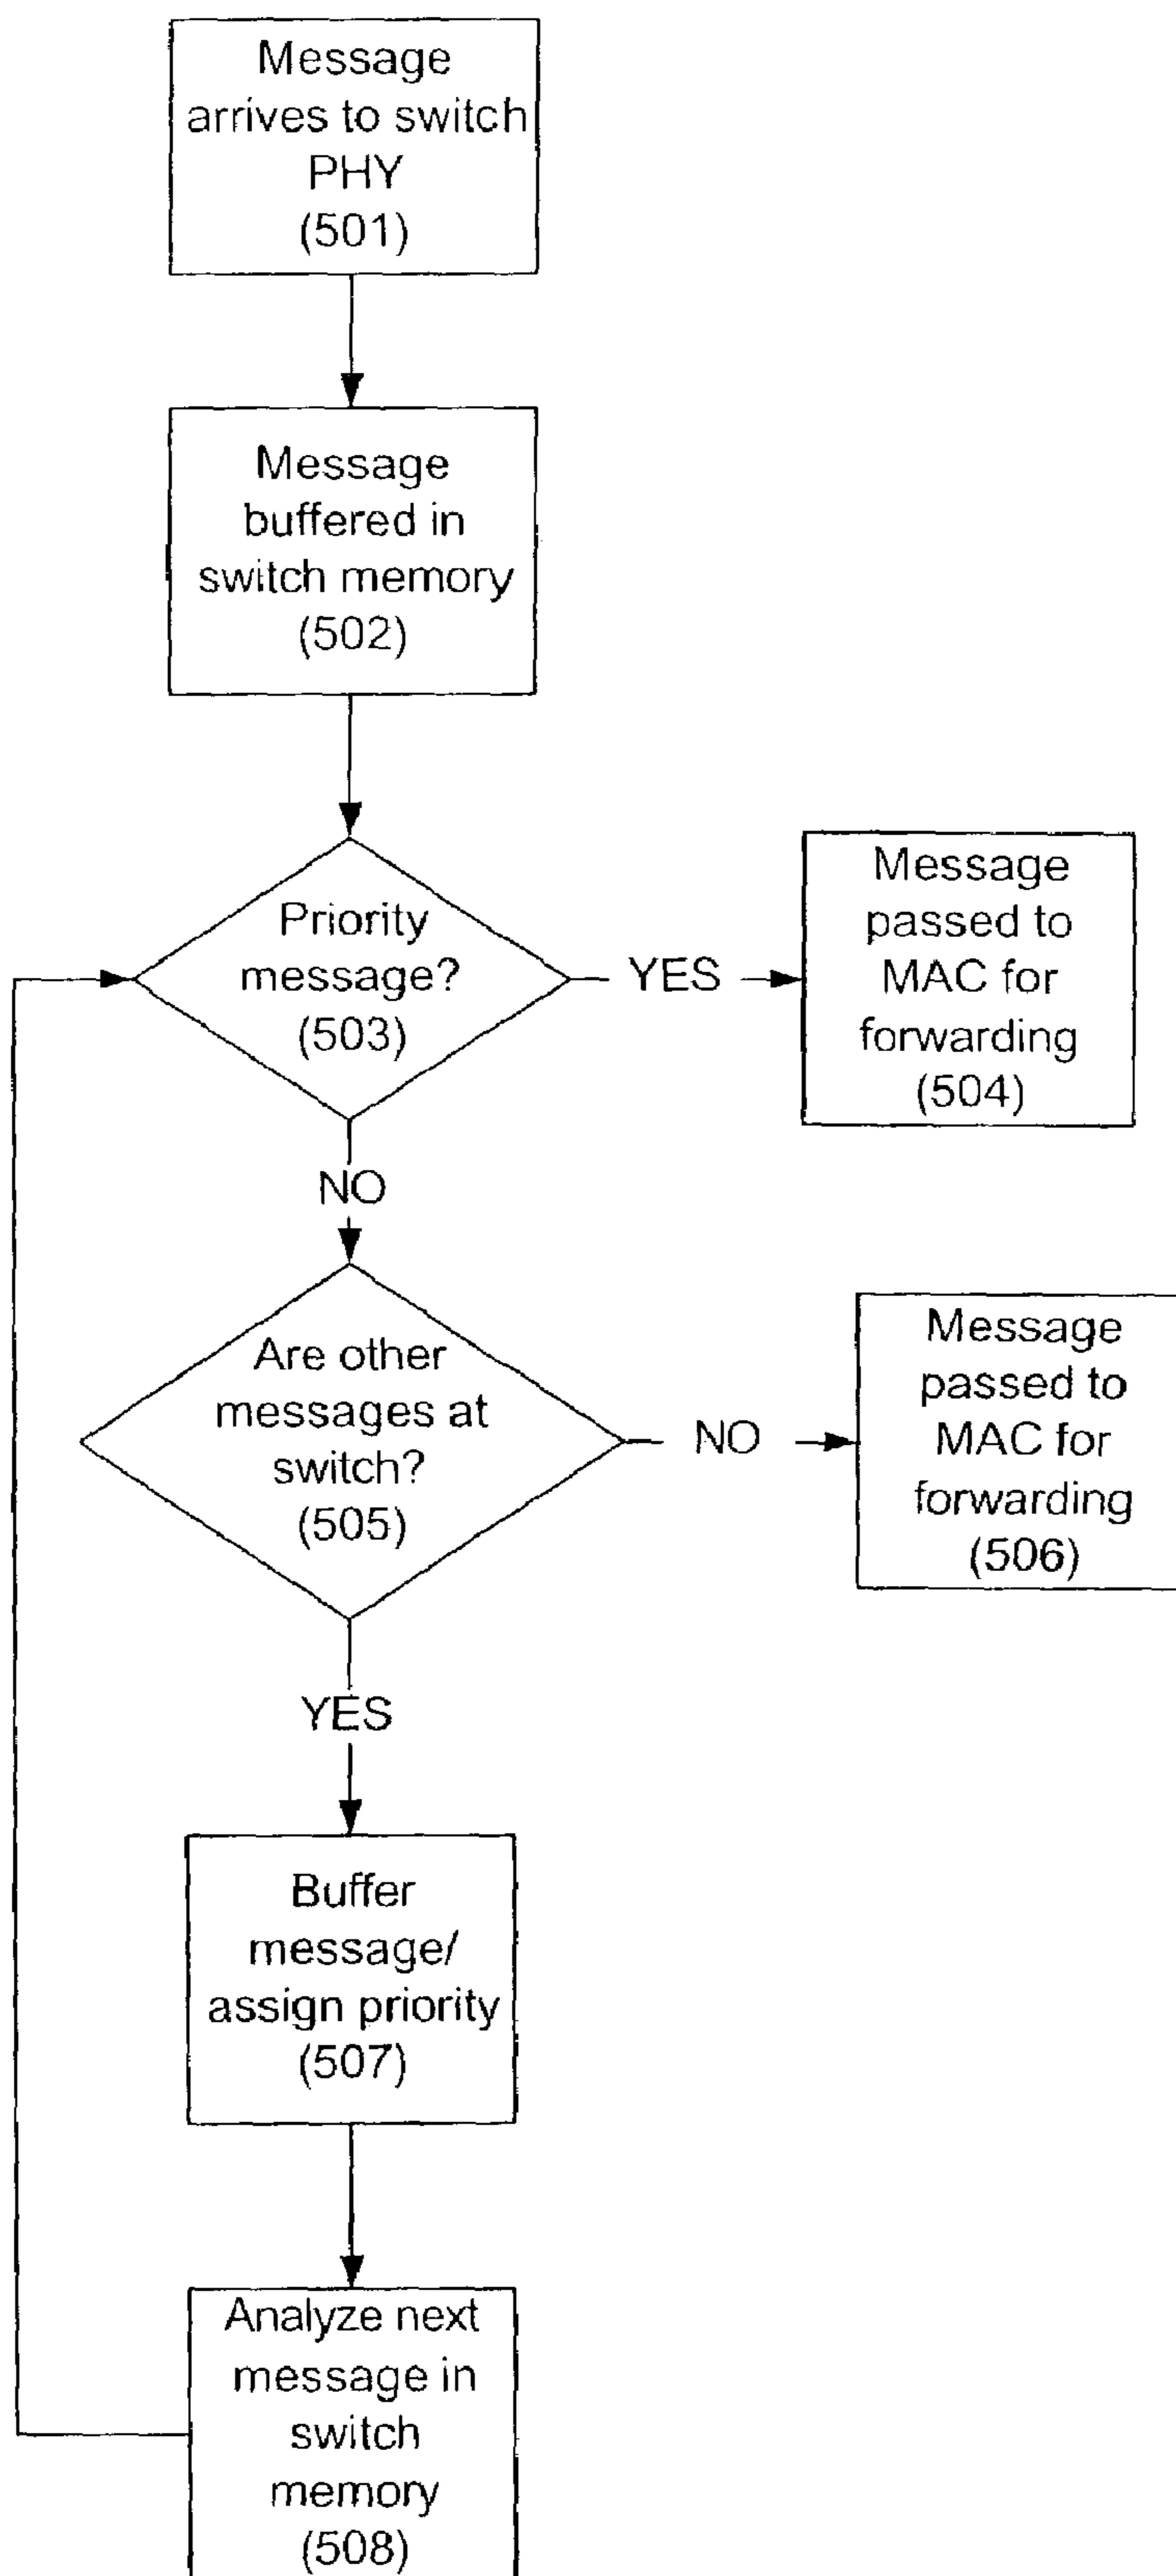 Message
arrives to switch
PHY
(501)
Message
buffered in
switch memory
(502)
Priority
message?
(503)
YES
Message
passed to
MAC for
forwarding
(504)
NO
Are other
messages at
switch?
(505)
NO
Message
passed to
MAC for
forwarding
(506)
YES
Buffer
message/
assign priority
(507)
Analyze next
message in
switch
memory
(508)